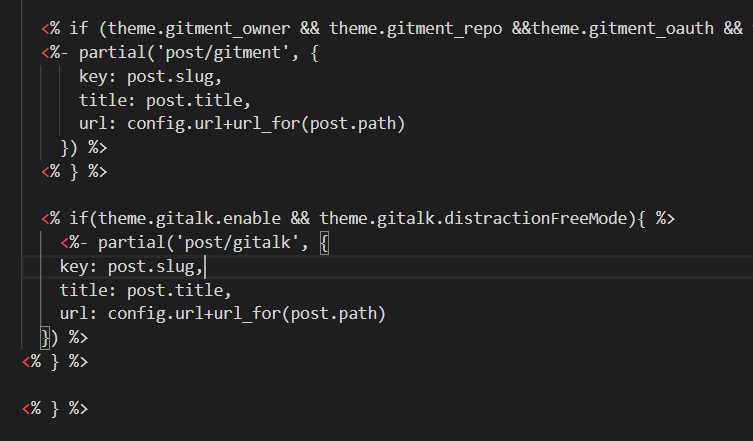 <% if (theme.gitment_owner && theme.gitment_repo &&theme.gitment_oauth &&
<%- partial('post/gitment', {
key: post.slug,
title: post.title,
url: config.url+url_for(post.path)
}) %>
<% } %>
<% if(theme.gitalk.enable && theme.gitalk.distractionFreeMode){ %>
<%- partial('post/gitalk', {
key: post.slug,
title: post.title,
url: config.url+url_for(post.path)
}) %>
<% } %>
<% } %>